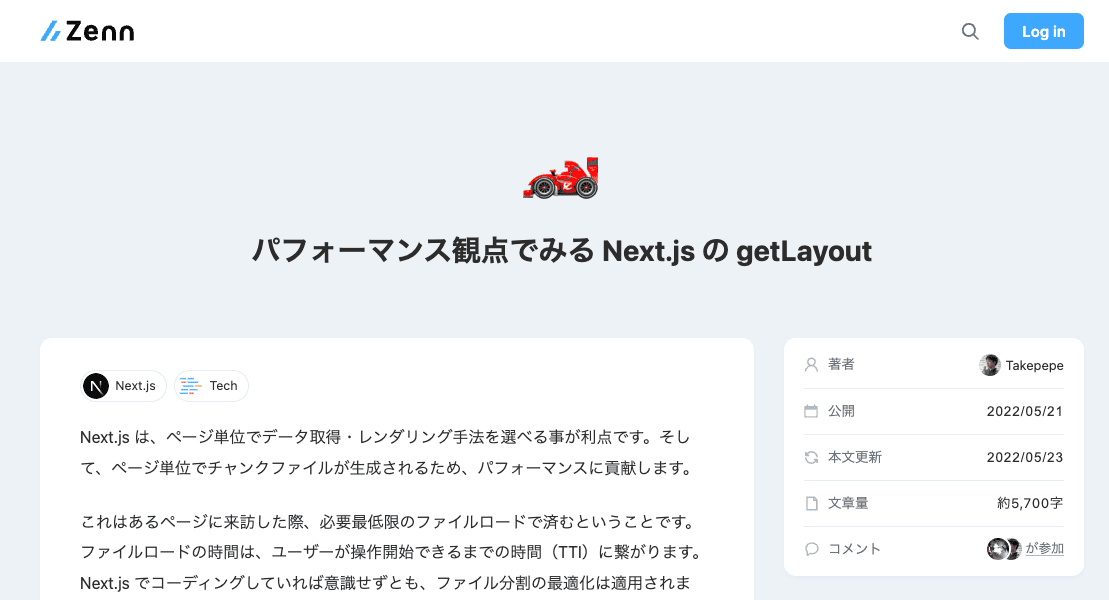 Zenn
Log in
パフォーマンス観点でみる Next.js の getLayout
Next.js
Tech
Next.js は、ページ単位でデータ取得・レンダリング手法を選べる事が利点です。そし
て、ページ単位でチャンクファイルが生成されるため、パフォーマンスに貢献します。
これはあるページに来訪した際、必要最低限のファイルロードで済むということです。
ファイルロードの時間は、ユーザーが操作開始できるまでの時間（TTI）に繋がります。
Next.js でコーディングしていれば意識せずとも、ファイル分割の最適化は適用されま
著者 Takepepe
公開 2022/05/21
本文更新 2022/05/23
文章量 約5,700字
コメント が参加